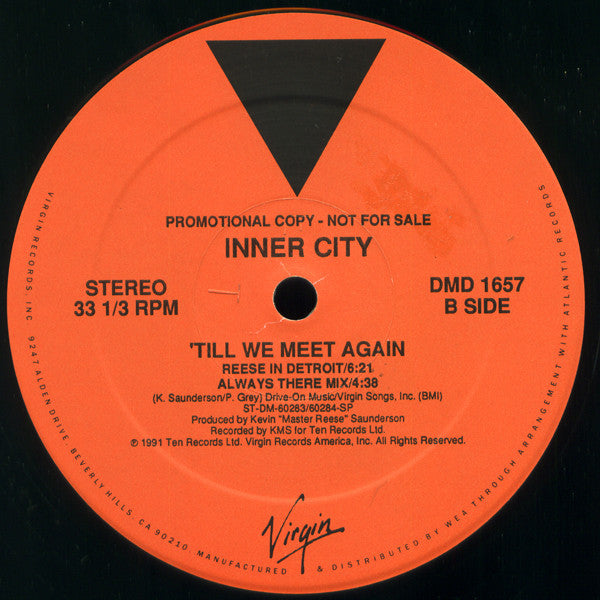 PROMOTIONAL COPY - NOT FOR SALE
INNER CITY
STEREO
33 1/3 RPM
DMD 1657
B SIDE
'TILL WE MEET AGAIN
REESE IN DETROIT/6:21
ALWAYS THERE MIX/4:38
(K. Saunderson/P. Grey) Drive-On Music/Virgin Songs, Inc. (BMI)
ST-DM-60283/60284-SP
Produced by Kevin "Master Reese" Saunderson
Recorded by KMS for Ten Records Ltd.
℗ 1991 Ten Records Ltd. Virgin Records America, Inc. All Rights Reserved.
Virgin
VIRGIN RECORDS, INC. 9247 ALDEN DRIVE, BEVERLY HILLS, CA 90210. MANUFACTURED & DISTRIBUTED BY WEA THROUGH ARRANGEMENT WITH ATLANTIC RECORDS